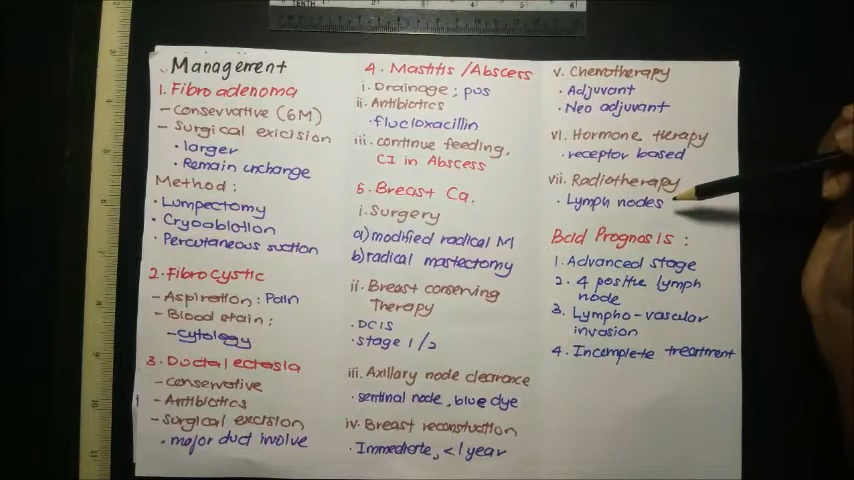 Management
1. Fibroadenoma
- Conservative (6M)
- Surgical exicision
• larger
• Remain unchange
Method:
• Lumpectomy
• Cryoablation
• Percutaneous suction
2. Fibrocystic
- Aspiration: Pain
- Blood stain:
- Cytology
3. Ductal ectasia
- conservative
- Antibiotics
- surgical excision
• major duct involve
4. Mastitis / Abscess
i. Drainage; pus
ii. Antibiotics
• flucloxacillin
iii. continue feeding.
CI in Abscess
5. Breast Ca.
i. Surgery
a) modified radical M
b) radical mastectomy
ii. Breast conserving
Therapy
• DCIS
• stage 1/2
iii. Axillary node clearance
• sentinal node, blue dye
iv. Breast reconstuction
• Immediate, < 1 year
v. Chemotherapy
• Adjuvant
• Neo adjuvant
vi. Hormone therapy
• receptor based
vii. Radiotherapy
• Lymph nodes
Bad Prognosis:
1. Advanced stage
2. 4 positive lymph
node
3. Lympho-vascular
invasion
4. Incomplete treatment